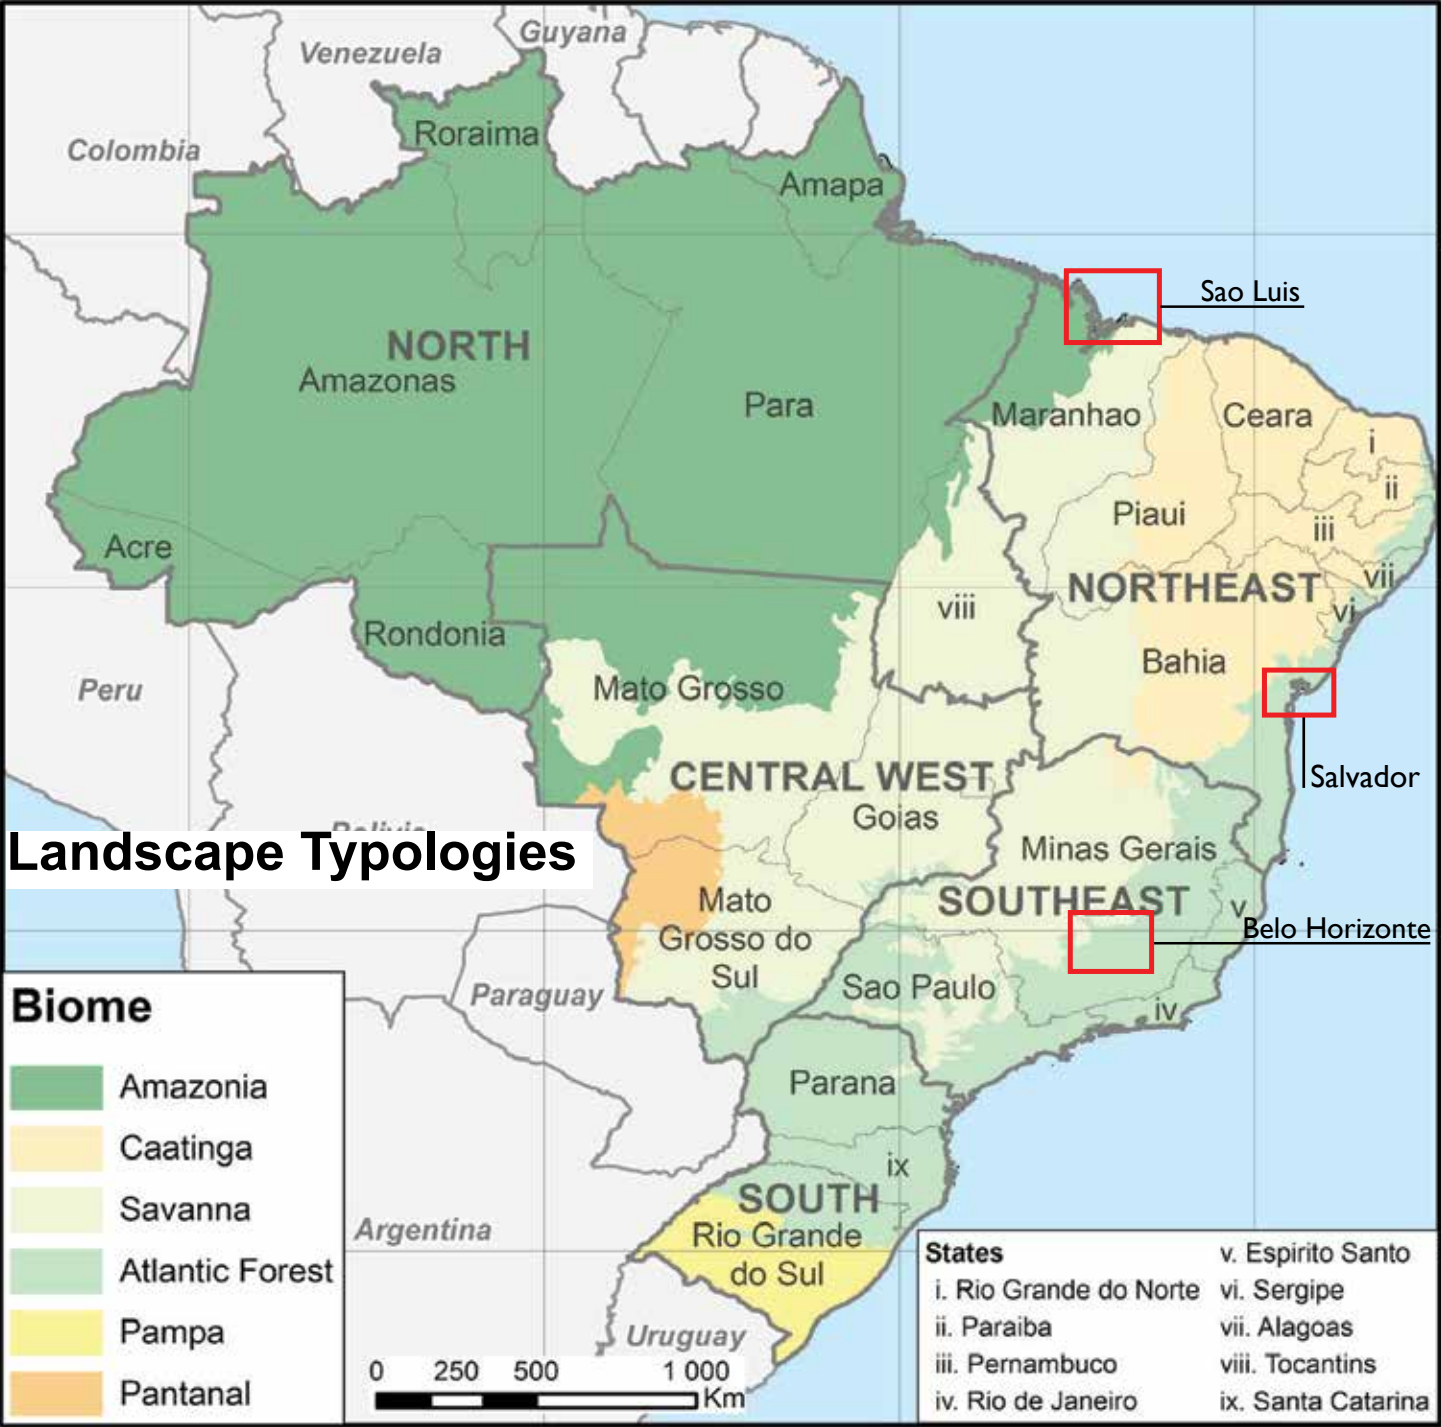 Guyana
Venezuela
Roraima
Colombia
Amapa
Sao Luis
NORTH
Amazonas
Para
Maranhao
Ceara
i
ii
Piaui
iii
Acre
vii
NORTHEAST
viii
vi
Rondonia
Bahia
Peru
Mato Grosso
CENTRAL WEST
Salvador
Goias
Bolivia
Landscape Typologies
Minas Gerais
Mato
Grosso do
Sul
SOUTHEAST
v
Belo Horizonte
Sao Paulo
Paraguay
iv
Parana
ix
SOUTH
Rio Grande
do Sul
Argentina
Uruguay
Biome
Amazonia
Caatinga
Savanna
Atlantic Forest
Pampa
Pantanal
0 250 500 1 000
Km
States
i. Rio Grande do Norte
ii. Paraiba
iii. Pernambuco
iv. Rio de Janeiro
v. Espirito Santo
vi. Sergipe
vii. Alagoas
viii. Tocantins
ix. Santa Catarina